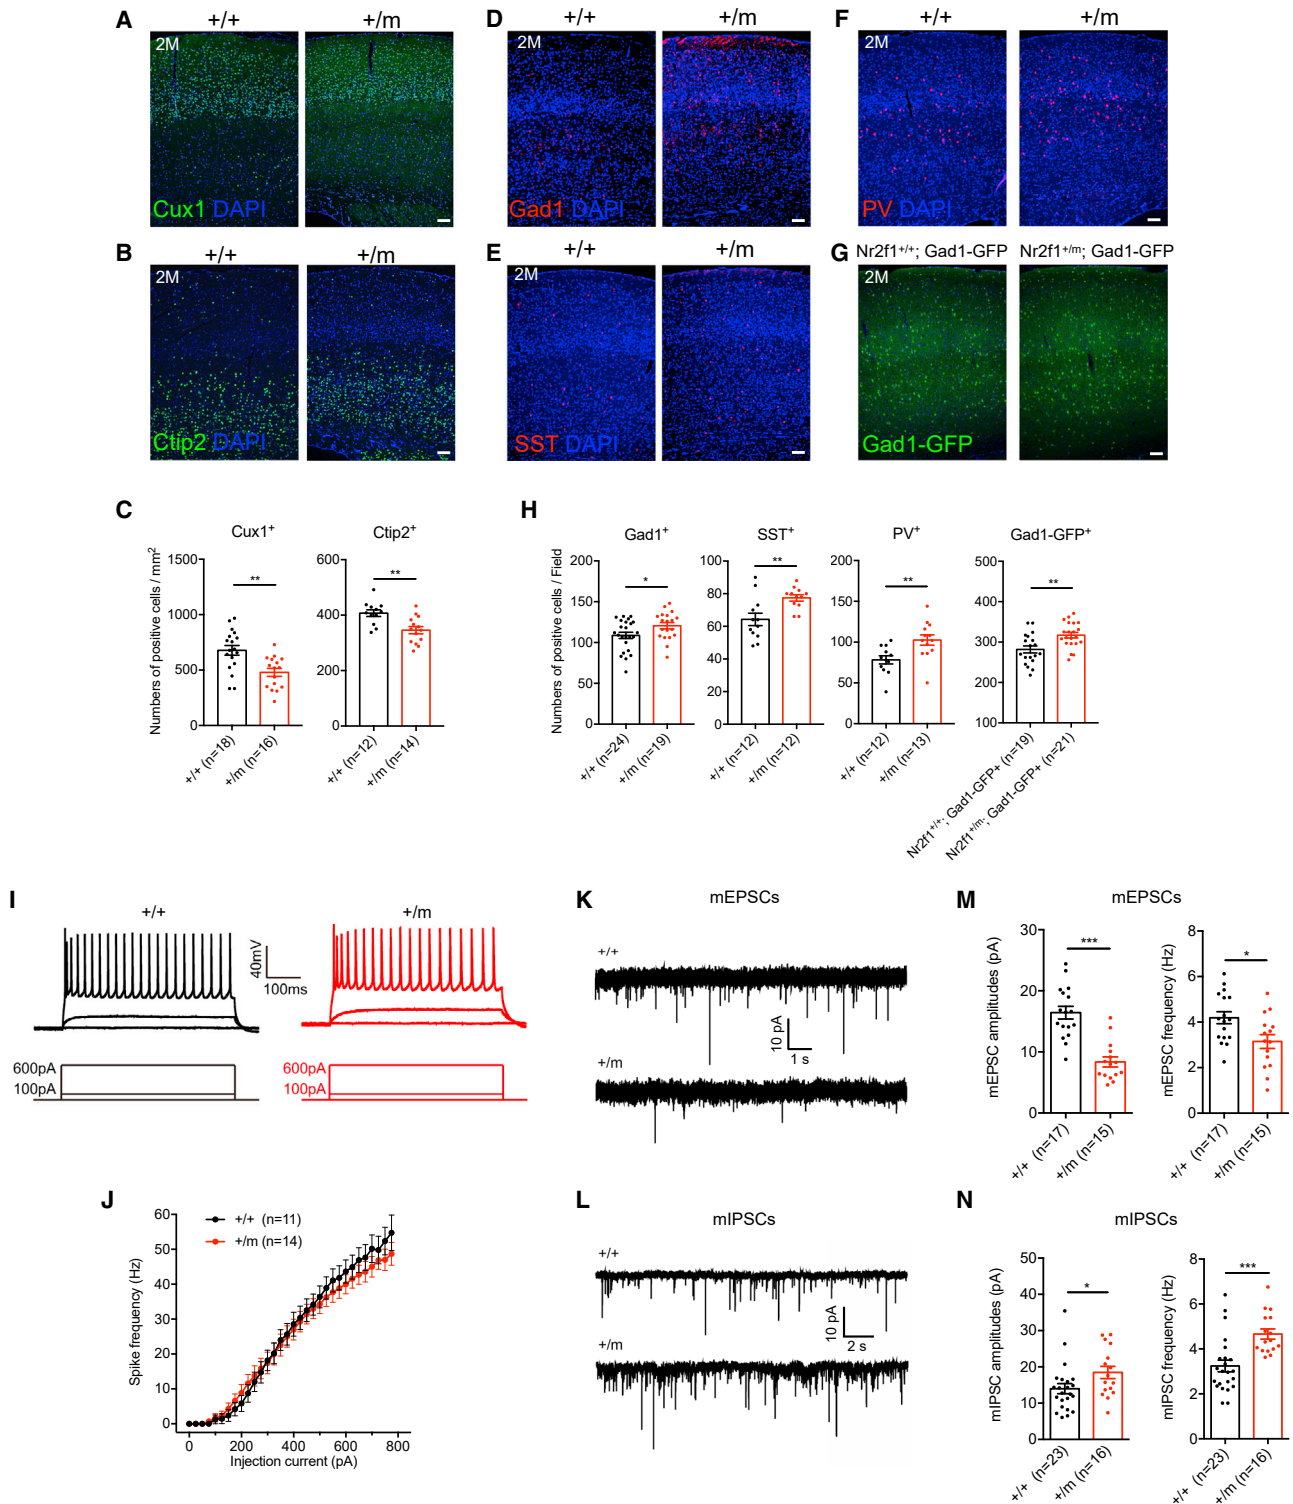 A
+/+
+/m
2M
Cux1 DAPI
B
+/+
+/m
2M
Ctip2 DAPI
D
+/+
+/m
2M
Gad1 DAPI
E
+/+
+/m
2M
SST DAPI
F
+/+
+/m
2M
PV DAPI
G
Nr2f1+/+; Gad1-GFP
Nr2f1+/m; Gad1-GFP
2M
Gad1-GFP
C
Cux1+
Numbers of positive cells / mm2
1500
1000
500
0
**
+/+ (n=18)
+/m (n=16)
Ctip2+
600
400
200
0
**
+/+ (n=12)
+/m (n=14)
H
Gad1+
Numbers of positive cells / Field
200
150
100
50
0
*
+/+ (n=24)
+/m (n=19)
SST+
100
80
60
40
20
0
**
+/+ (n=12)
+/m (n=12)
PV+
200
150
100
50
0
**
+/+ (n=12)
+/m (n=13)
Gad1-GFP+
500
400
300
200
100
**
Nr2f1+/+; Gad1-GFP+ (n=19)
Nr2f1+/m; Gad1-GFP+ (n=21)
I
+/+
+/m
40mV
100ms
600pA
100pA
600pA
100pA
J
+/+ (n=11)
+/m (n=14)
Spike frequency (Hz)
60
50
40
30
20
10
0
0 200 400 600 800
Injection current (pA)
K
mEPSCs
+/+
10 pA
1 s
+/m
L
mIPSCs
+/+
10 pA
2 s
+/m
M
mEPSCs
mEPSC amplitudes (pA)
30
20
10
0
***
+/+ (n=17)
+/m (n=15)
mEPSC frequency (Hz)
8
6
4
2
0
*
+/+ (n=17)
+/m (n=15)
N
mIPSCs
mIPSC amplitudes (pA)
50
40
30
20
10
0
*
+/+ (n=23)
+/m (n=16)
mIPSC frequency (Hz)
8
6
4
2
0
***
+/+ (n=23)
+/m (n=16)